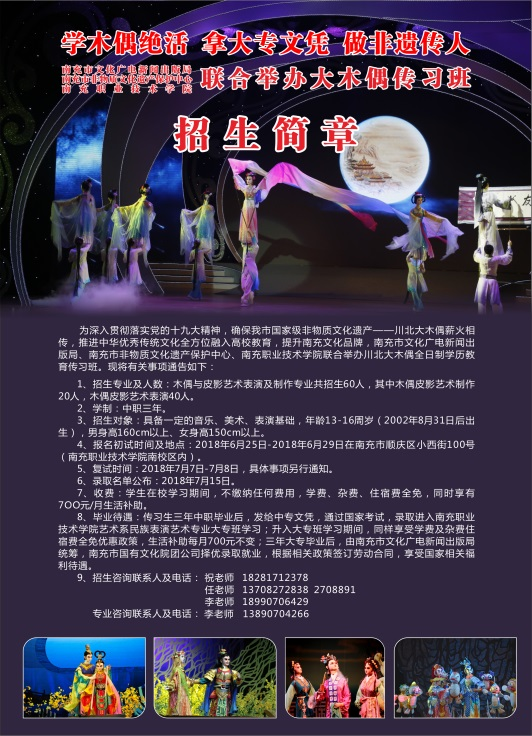 学木偶绝活 拿大专文凭 做非遗传人
南充市文化广电新闻出版局
南充市非物质文化遗产保护中心
南充职业技术学院
联合举办大木偶传习班
招生简章
为深入贯彻落实党的十九大精神，确保我市国家级非物质文化遗产——川北大木偶薪火相
传，推进中华优秀传统文化全方位融入高校教育，提升南充文化品牌，南充市文化广电新闻出
版局、南充市非物质文化遗产保护中心、南充职业技术学院联合举办川北大木偶全日制学历教
育传习班。现将有关事项通告如下：
1、招生专业及人数：木偶与皮影艺术表演及制作专业共招生60人，其中木偶皮影艺术制作
20人，木偶皮影艺术表演40人。
2、学制：中职三年。
3、招生对象：具备一定的音乐、美术、表演基础，年龄13-16周岁（2002年8月31日后出
生），男身高160cm以上、女身高150cm以上。
4、报名初试时间及地点：2018年6月25日-2018年6月29日在南充市顺庆区小西街100号
（南充职业技术学院南校区内）。
5、复试时间：2018年7月7日-7月8日，具体事项另行通知。
6、录取名单公布：2018年7月15日。
7、收费：学生在校学习期间，不缴纳任何费用，学费、杂费、住宿费全免，同时享有
7OO元/月生活补助。
8、毕业待遇：传习生三年中职毕业后，发给中专文凭，通过国家考试，录取进入南充职业
技术学院艺术系民族表演艺术专业大专班学习；升入大专班学习期间，同样享受学费及杂费住
宿费全免优惠政策，生活补助每月700元不变；三年大专毕业后，由南充市文化广电新闻出版局
统筹，南充市国有文化院团公司择优录取就业，根据相关政策签订劳动合同，享受国家相关福
利待遇。
9、招生咨询联系人及电话： 祝老师 18281712378
任老师 13708272838 2708891
李老师 18990706429
专业咨询联系人及电话： 李老师 13890704266